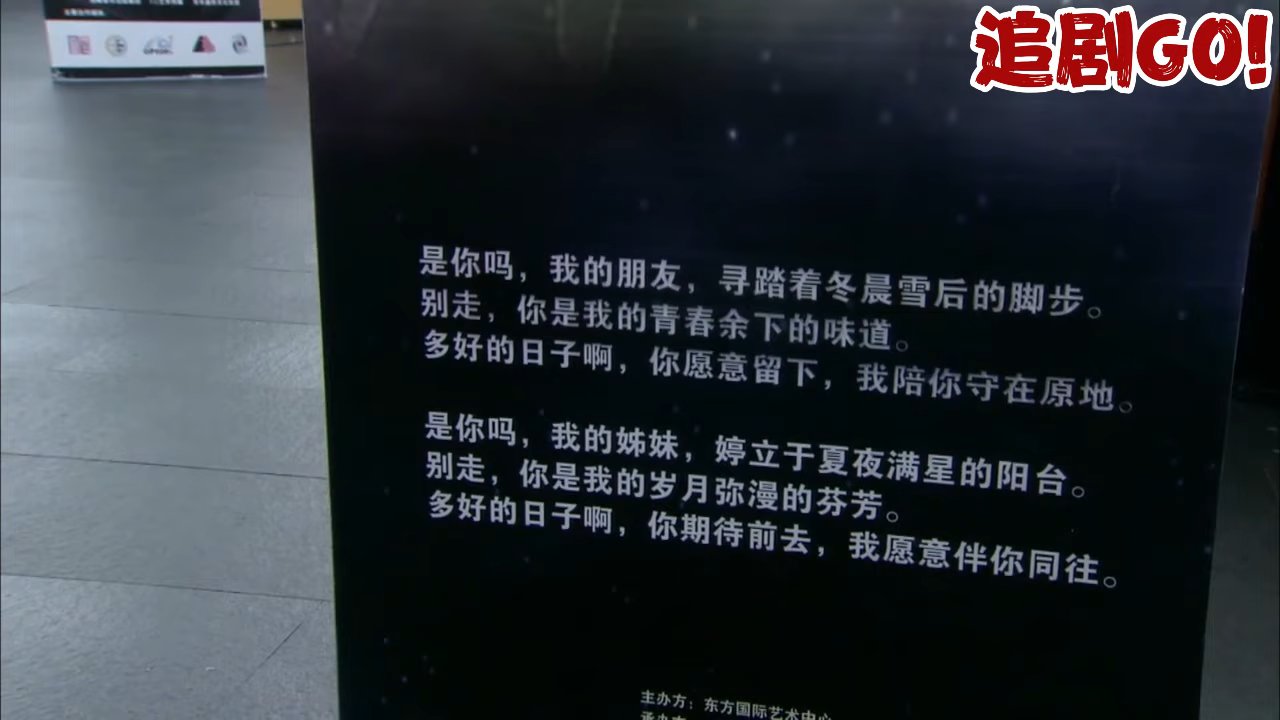 追剧GO!
是你吗，我的朋友，寻踏着冬晨雪后的脚步。
别走，你是我的青春余下的味道。
多好的日子啊，你愿意留下，我陪你守在原地。
是你吗，我的姊妹，婷立于夏夜满星的阳台。
别走，你是我的岁月弥漫的芬芳。
多好的日子啊，你期待前去，我愿意伴你同往。
主办方：东方国际艺术中心